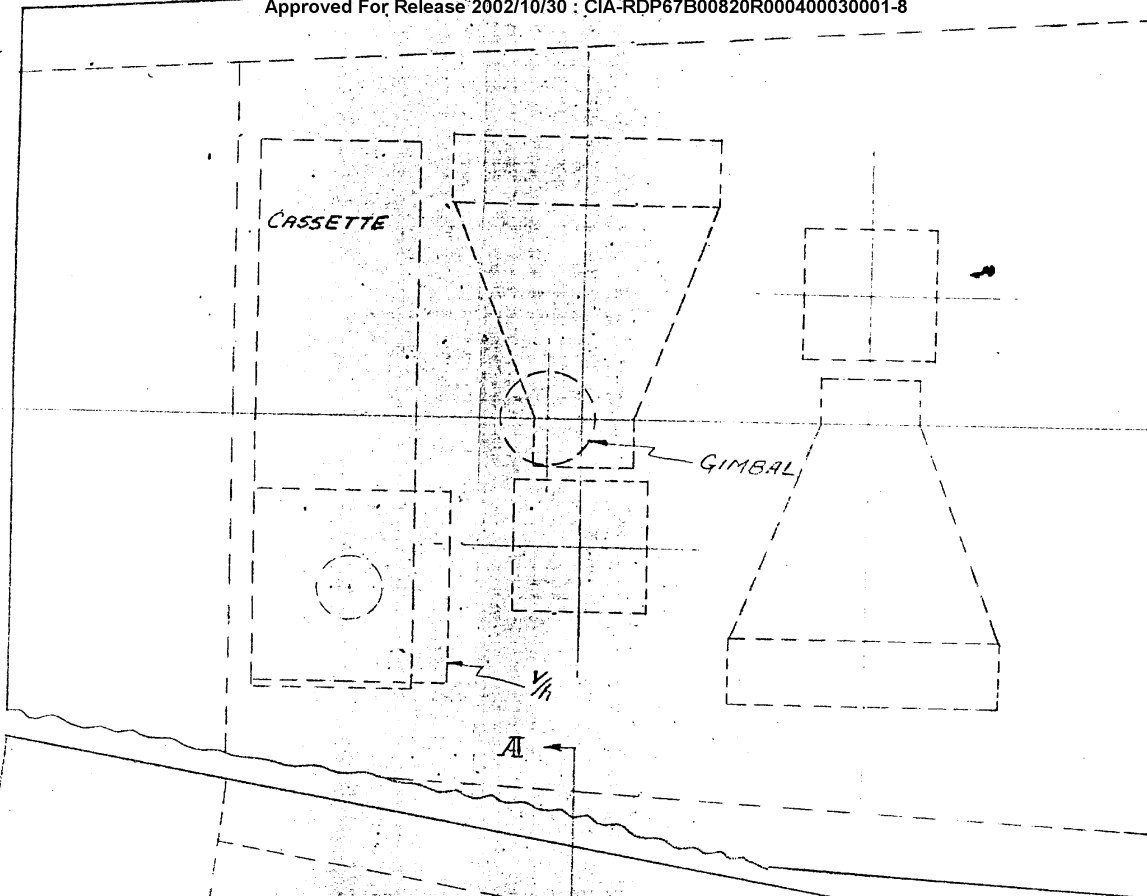 Approved For Release 2002/10/30 : CIA-RDP67B00820R000400030001-8
CASSETTE
GIMBAL
V/h